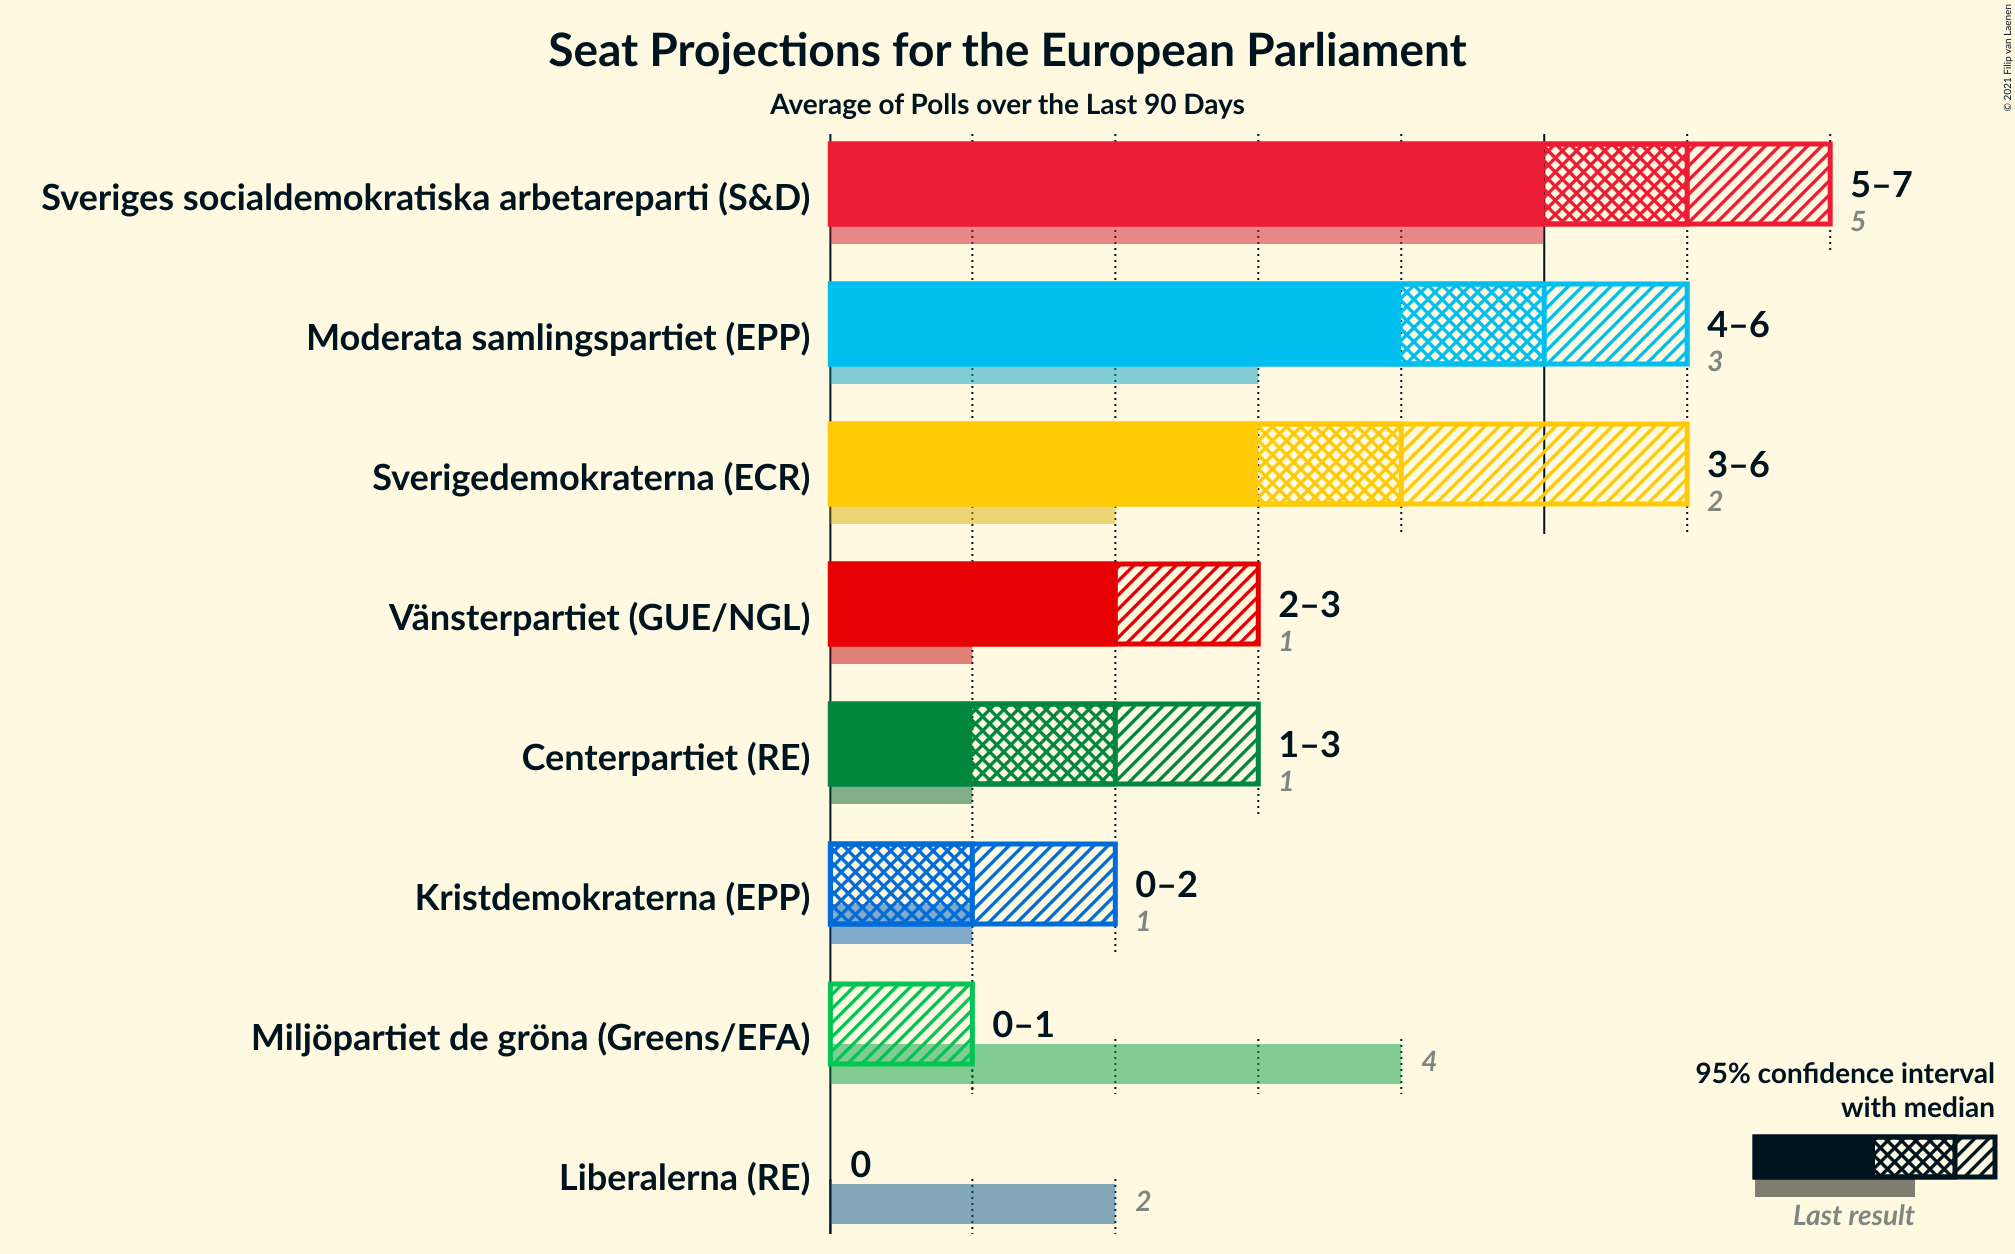 Seat Projections for the European Parliament
Average of Polls over the Last 90 Days
© 2021 Filip van Laenen
Sveriges socialdemokratiska arbetareparti (S&D)
5–7
5
Moderata samlingspartiet (EPP)
4–6
3
Sverigedemokraterna (ECR)
3–6
2
Vänsterpartiet (GUE/NGL)
2–3
1
Centerpartiet (RE)
1–3
1
Kristdemokraterna (EPP)
0–2
1
Miljöpartiet de gröna (Greens/EFA)
0–1
4
Liberalerna (RE)
0
2
95% confidence interval
with median
Last result